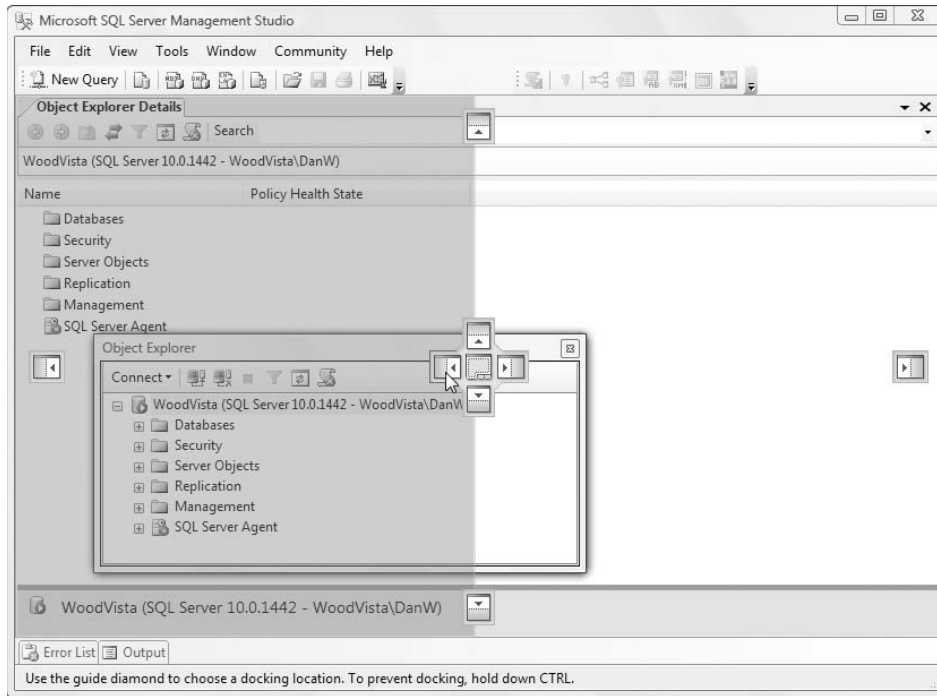 Microsoft SQL Server Management Studio
File Edit View Tools Window Community Help
New Query
Object Explorer Details
Search
WoodVista (SQL Server 10.0.1442 - WoodVista\DanW)
Name Policy Health State
Databases
Security
Server Objects
Replication
Management
SQL Server Agent
Object Explorer
Connect
WoodVista (SQL Server 10.0.1442 - WoodVista\DanW
Databases
Security
Server Objects
Replication
Management
SQL Server Agent
WoodVista (SQL Server 10.0.1442 - WoodVista\DanW)
Error List Output
Use the guide diamond to choose a docking location. To prevent docking, hold down CTRL.